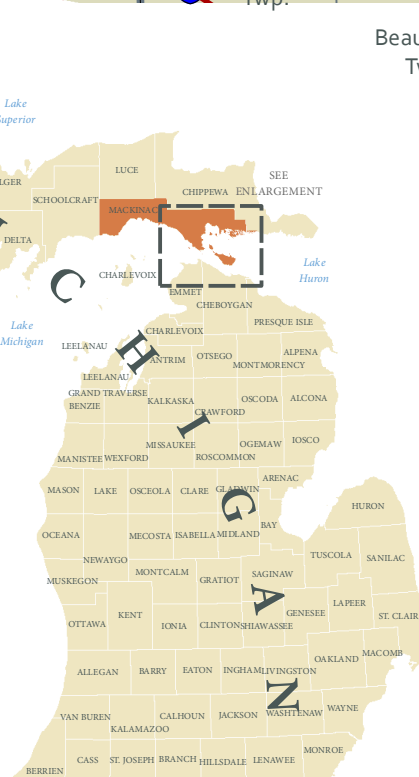 Twp.
Lake
Superior
LUCE
SEE
ENLARGEMENT
CHIPPEWA
SCHOOLCRAFT
MACKINAC
DELTA
Lake
Huron
CHARLEVOIX
EMMET
CHEBOYGAN
PRESQUE ISLE
Lake
Michigan
CHARLEVOIX
LEELANAU
ANTRIM
OTSEGO
ALPENA
MONTMORENCY
LEELANAU
GRAND TRAVERSE
BENZIE
KALKASKA
CRAWFORD
OSCODA
ALCONA
MISSAUKEE
OGEMAW
IOSCO
MANISTEE
WEXFORD
ROSCOMMON
ARENAC
MASON
LAKE
OSCEOLA
CLARE
GLADWIN
HURON
BAY
OCEANA
MECOSTA
ISABELLA
MIDLAND
NEWAYGO
TUSCOLA
SANILAC
MONTCALM
GRATIOT
SAGINAW
MUSKEGON
LAPEER
GENESEE
ST. CLAIR
KENT
OTTAWA
IONIA
CLINTON
SHIAWASSEE
OAKLAND
MACOMB
ALLEGAN
BARRY
EATON
INGHAM
LIVINGSTON
VAN BUREN
KALAMAZOO
CALHOUN
JACKSON
WASHTENAW
WAYNE
MONROE
CASS
ST. JOSEPH
BRANCH
HILLSDALE
LENAWEE
BERRIEN
C
H
I
G
A
N